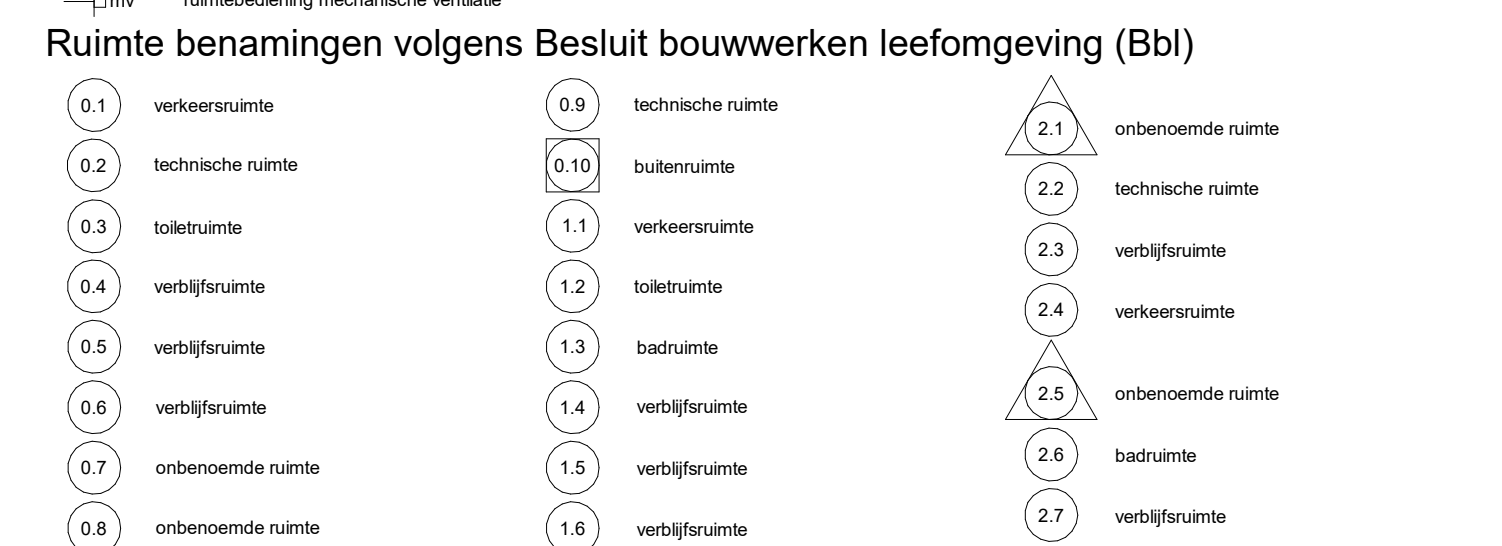 mv ruimtebediening mechanische ventilatie
Ruimte benamingen volgens Besluit bouwwerken leefomgeving (Bbl)
0.1 verkeersruimte
0.2 technische ruimte
0.3 toiletruimte
0.4 verblijfsruimte
0.5 verblijfsruimte
0.6 verblijfsruimte
0.7 onbenoemde ruimte
0.8 onbenoemde ruimte
0.9 technische ruimte
0.10 buitenruimte
1.1 verkeersruimte
1.2 toiletruimte
1.3 badruimte
1.4 verblijfsruimte
1.5 verblijfsruimte
1.6 verblijfsruimte
2.1 onbenoemde ruimte
2.2 technische ruimte
2.3 verblijfsruimte
2.4 verkeersruimte
2.5 onbenoemde ruimte
2.6 badruimte
2.7 verblijfsruimte